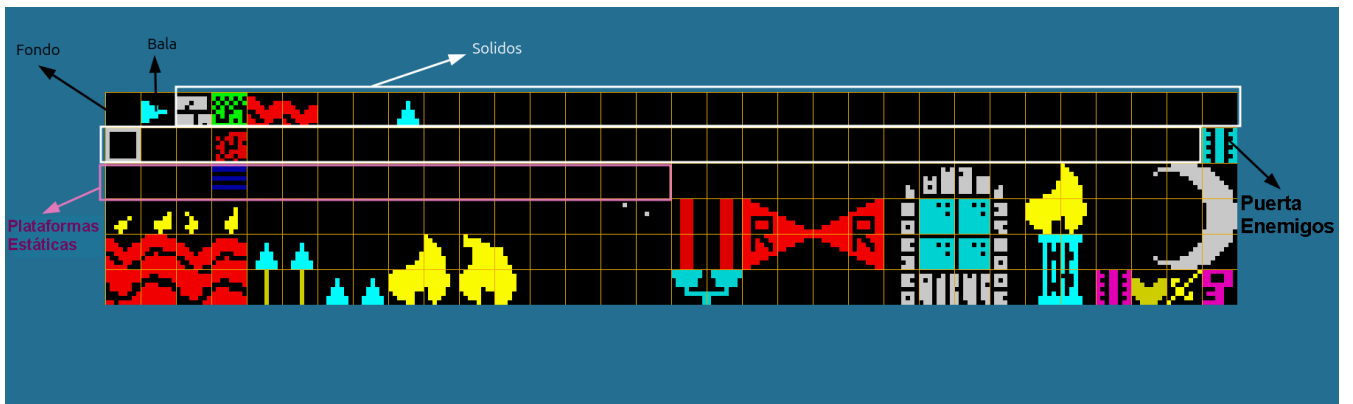 Fondo
Bala
Solidos
Plataformas
Estáticas
Puerta
Enemigos